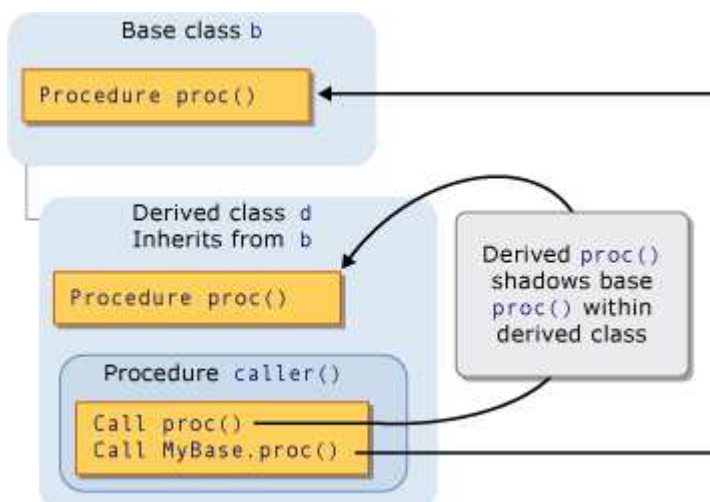 Base class b
Procedure proc()
Derived class d
Inherits from b
Procedure proc()
Derived proc()
shadows base
proc() within
derived class
Procedure caller()
Call proc()
Call MyBase.proc()